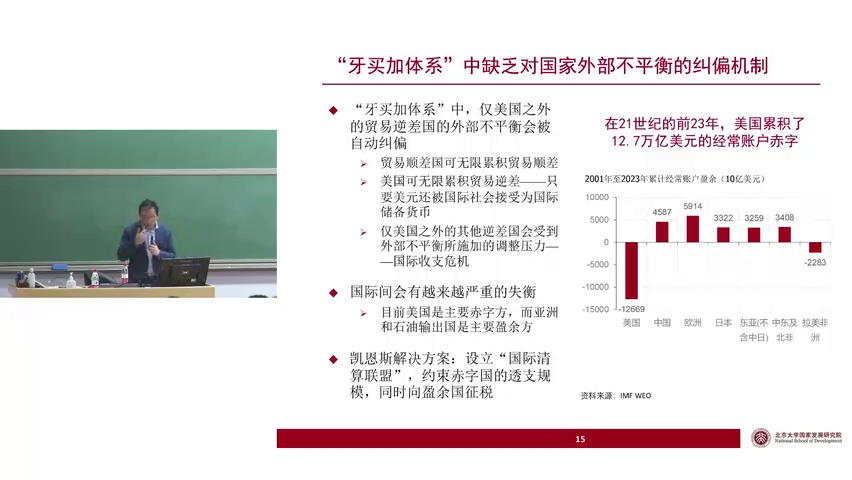 “牙买加体系”中缺乏对国家外部不平衡的纠偏机制
◆ “牙买加体系”中，仅美国之外
的贸易逆差国的外部不平衡会被
自动纠偏
➢ 贸易顺差国可无限累积贸易顺差
➢ 美国可无限累积贸易逆差——只
要美元还被国际社会接受为国际
储备货币
➢ 仅美国之外的其他逆差国会受到
外部不平衡所施加的调整压力—
—国际收支危机
◆ 国际间会有越来越严重的失衡
➢ 目前美国是主要赤字方，而亚洲
和石油输出国是主要盈余方
◆ 凯恩斯解决方案：设立“国际清
算联盟”，约束赤字国的透支规
模，同时向盈余国征税
在21世纪的前23年，美国累积了
12.7万亿美元的经常账户赤字
2001年至2023年累计经常账户盈余（10亿美元）
10000
5000
0
-5000
-10000
-15000
-12669
4587
5914
3322
3259
3408
-2283
美国
中国
欧洲
日本
东亚(不
含中日)
中东及
北非
拉美非
洲
资料来源：IMF WEO
15
北京大学国家发展研究院
National School of Development